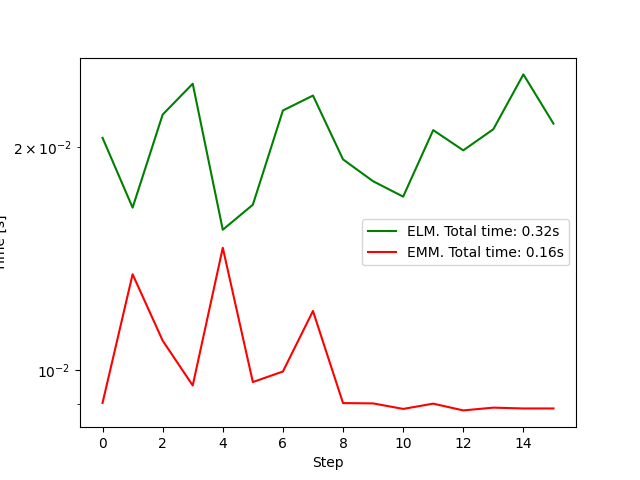 2 × 10⁻²
10⁻²
Time [s]
ELM. Total time: 0.32s
EMM. Total time: 0.16s
0 2 4 6 8 10 12 14
Step